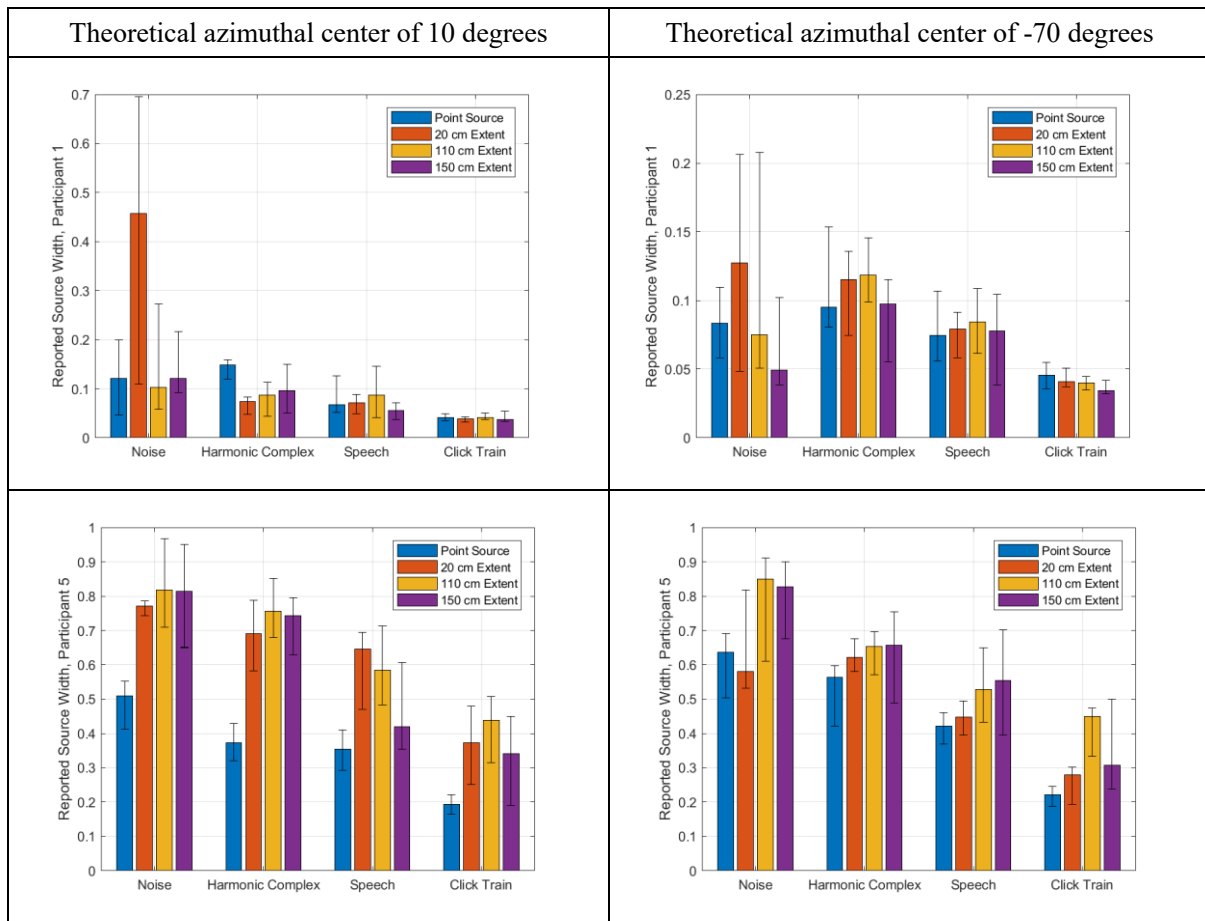 Theoretical azimuthal center of 10 degrees
Theoretical azimuthal center of -70 degrees
Reported Source Width, Participant 1
0.7
0.6
0.5
0.4
0.3
0.2
0.1
0
Point Source
20 cm Extent
110 cm Extent
150 cm Extent
Noise Harmonic Complex Speech Click Train
Reported Source Width, Participant 1
0.25
0.2
0.15
0.1
0.05
0
Point Source
20 cm Extent
110 cm Extent
150 cm Extent
Noise Harmonic Complex Speech Click Train
Reported Source Width, Participant 5
1
0.9
0.8
0.7
0.6
0.5
0.4
0.3
0.2
0.1
0
Point Source
20 cm Extent
110 cm Extent
150 cm Extent
Noise Harmonic Complex Speech Click Train
Reported Source Width, Participant 5
1
0.9
0.8
0.7
0.6
0.5
0.4
0.3
0.2
0.1
0
Point Source
20 cm Extent
110 cm Extent
150 cm Extent
Noise Harmonic Complex Speech Click Train